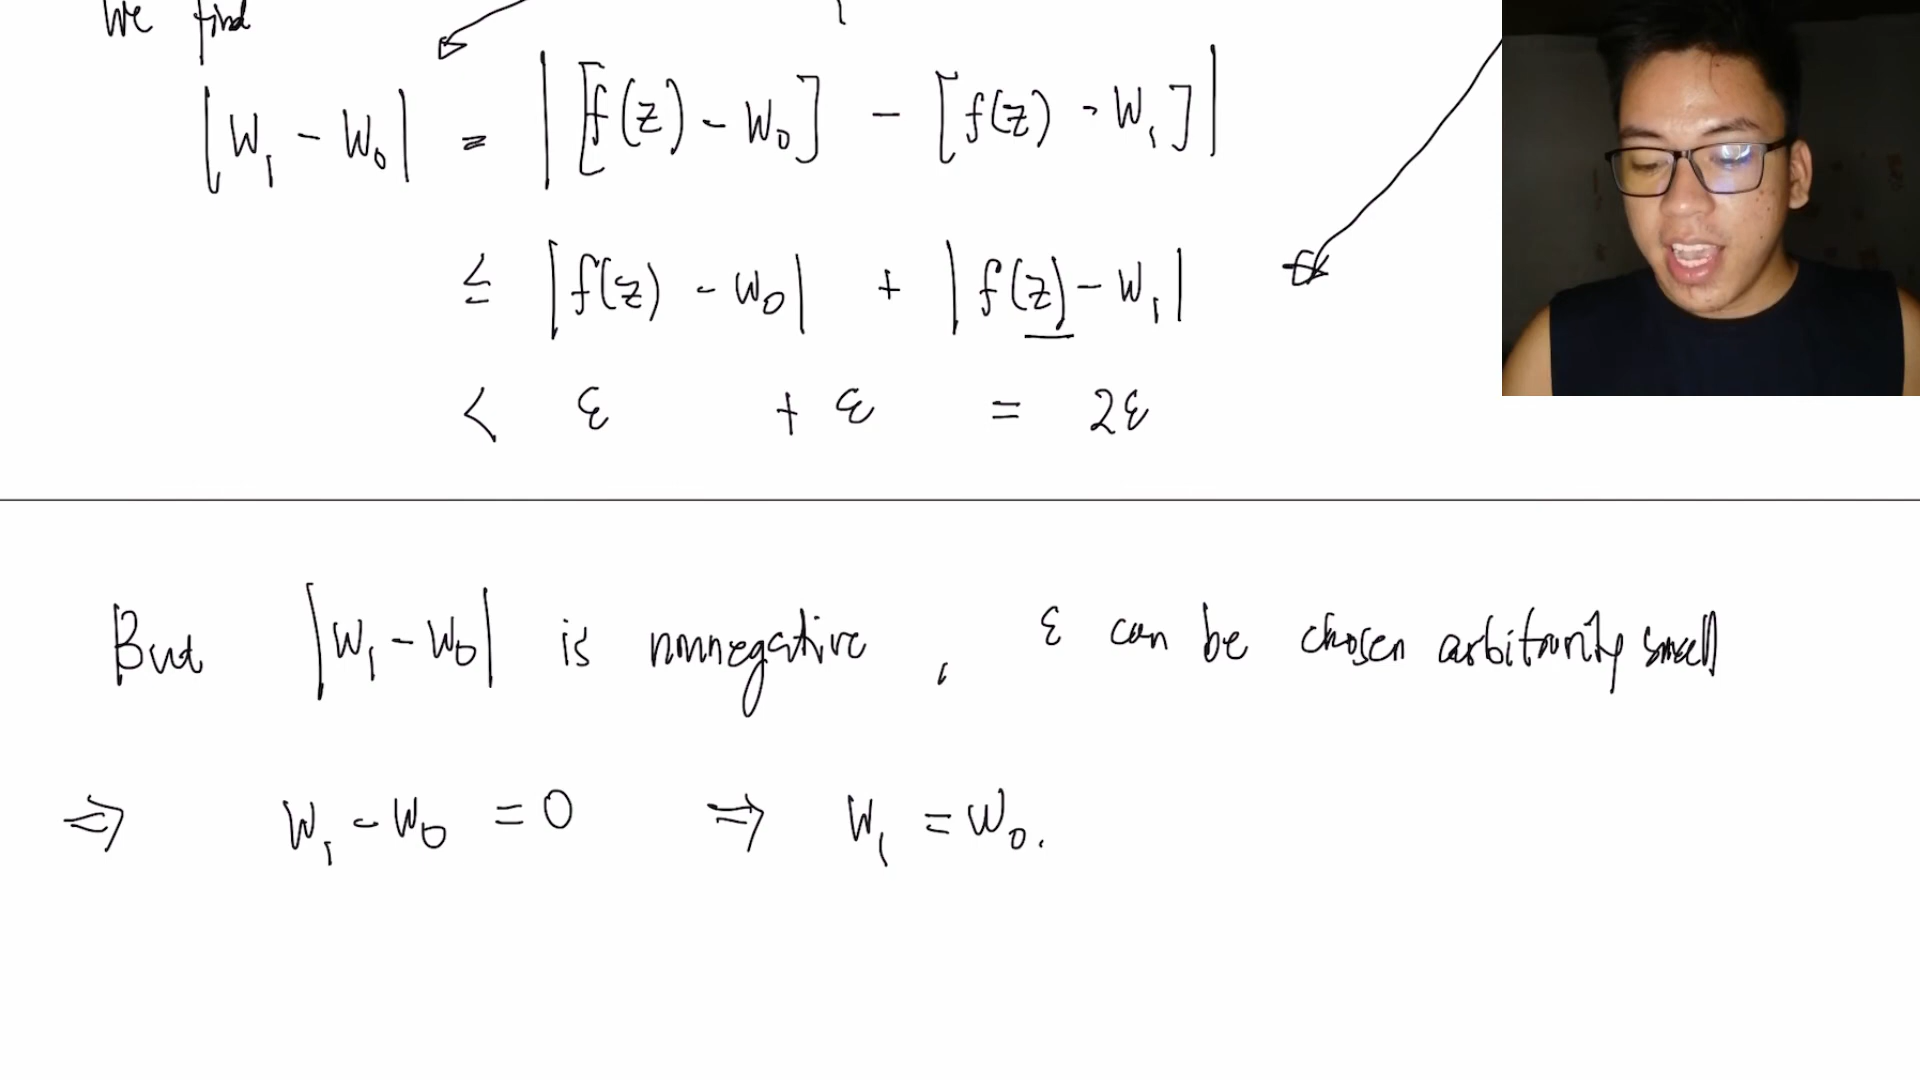 We find
|W₁ - W₀| = |[f(z) - W₀] - [f(z) - W₁]|
≤ |f(z) - W₀| + |f(z) - W₁|
< ε + ε = 2ε
But |W₁ - W₀| is nonnegative, ε can be chosen arbitrarily small
⇒ W₁ - W₀ = 0 ⇒ W₁ = W₀.